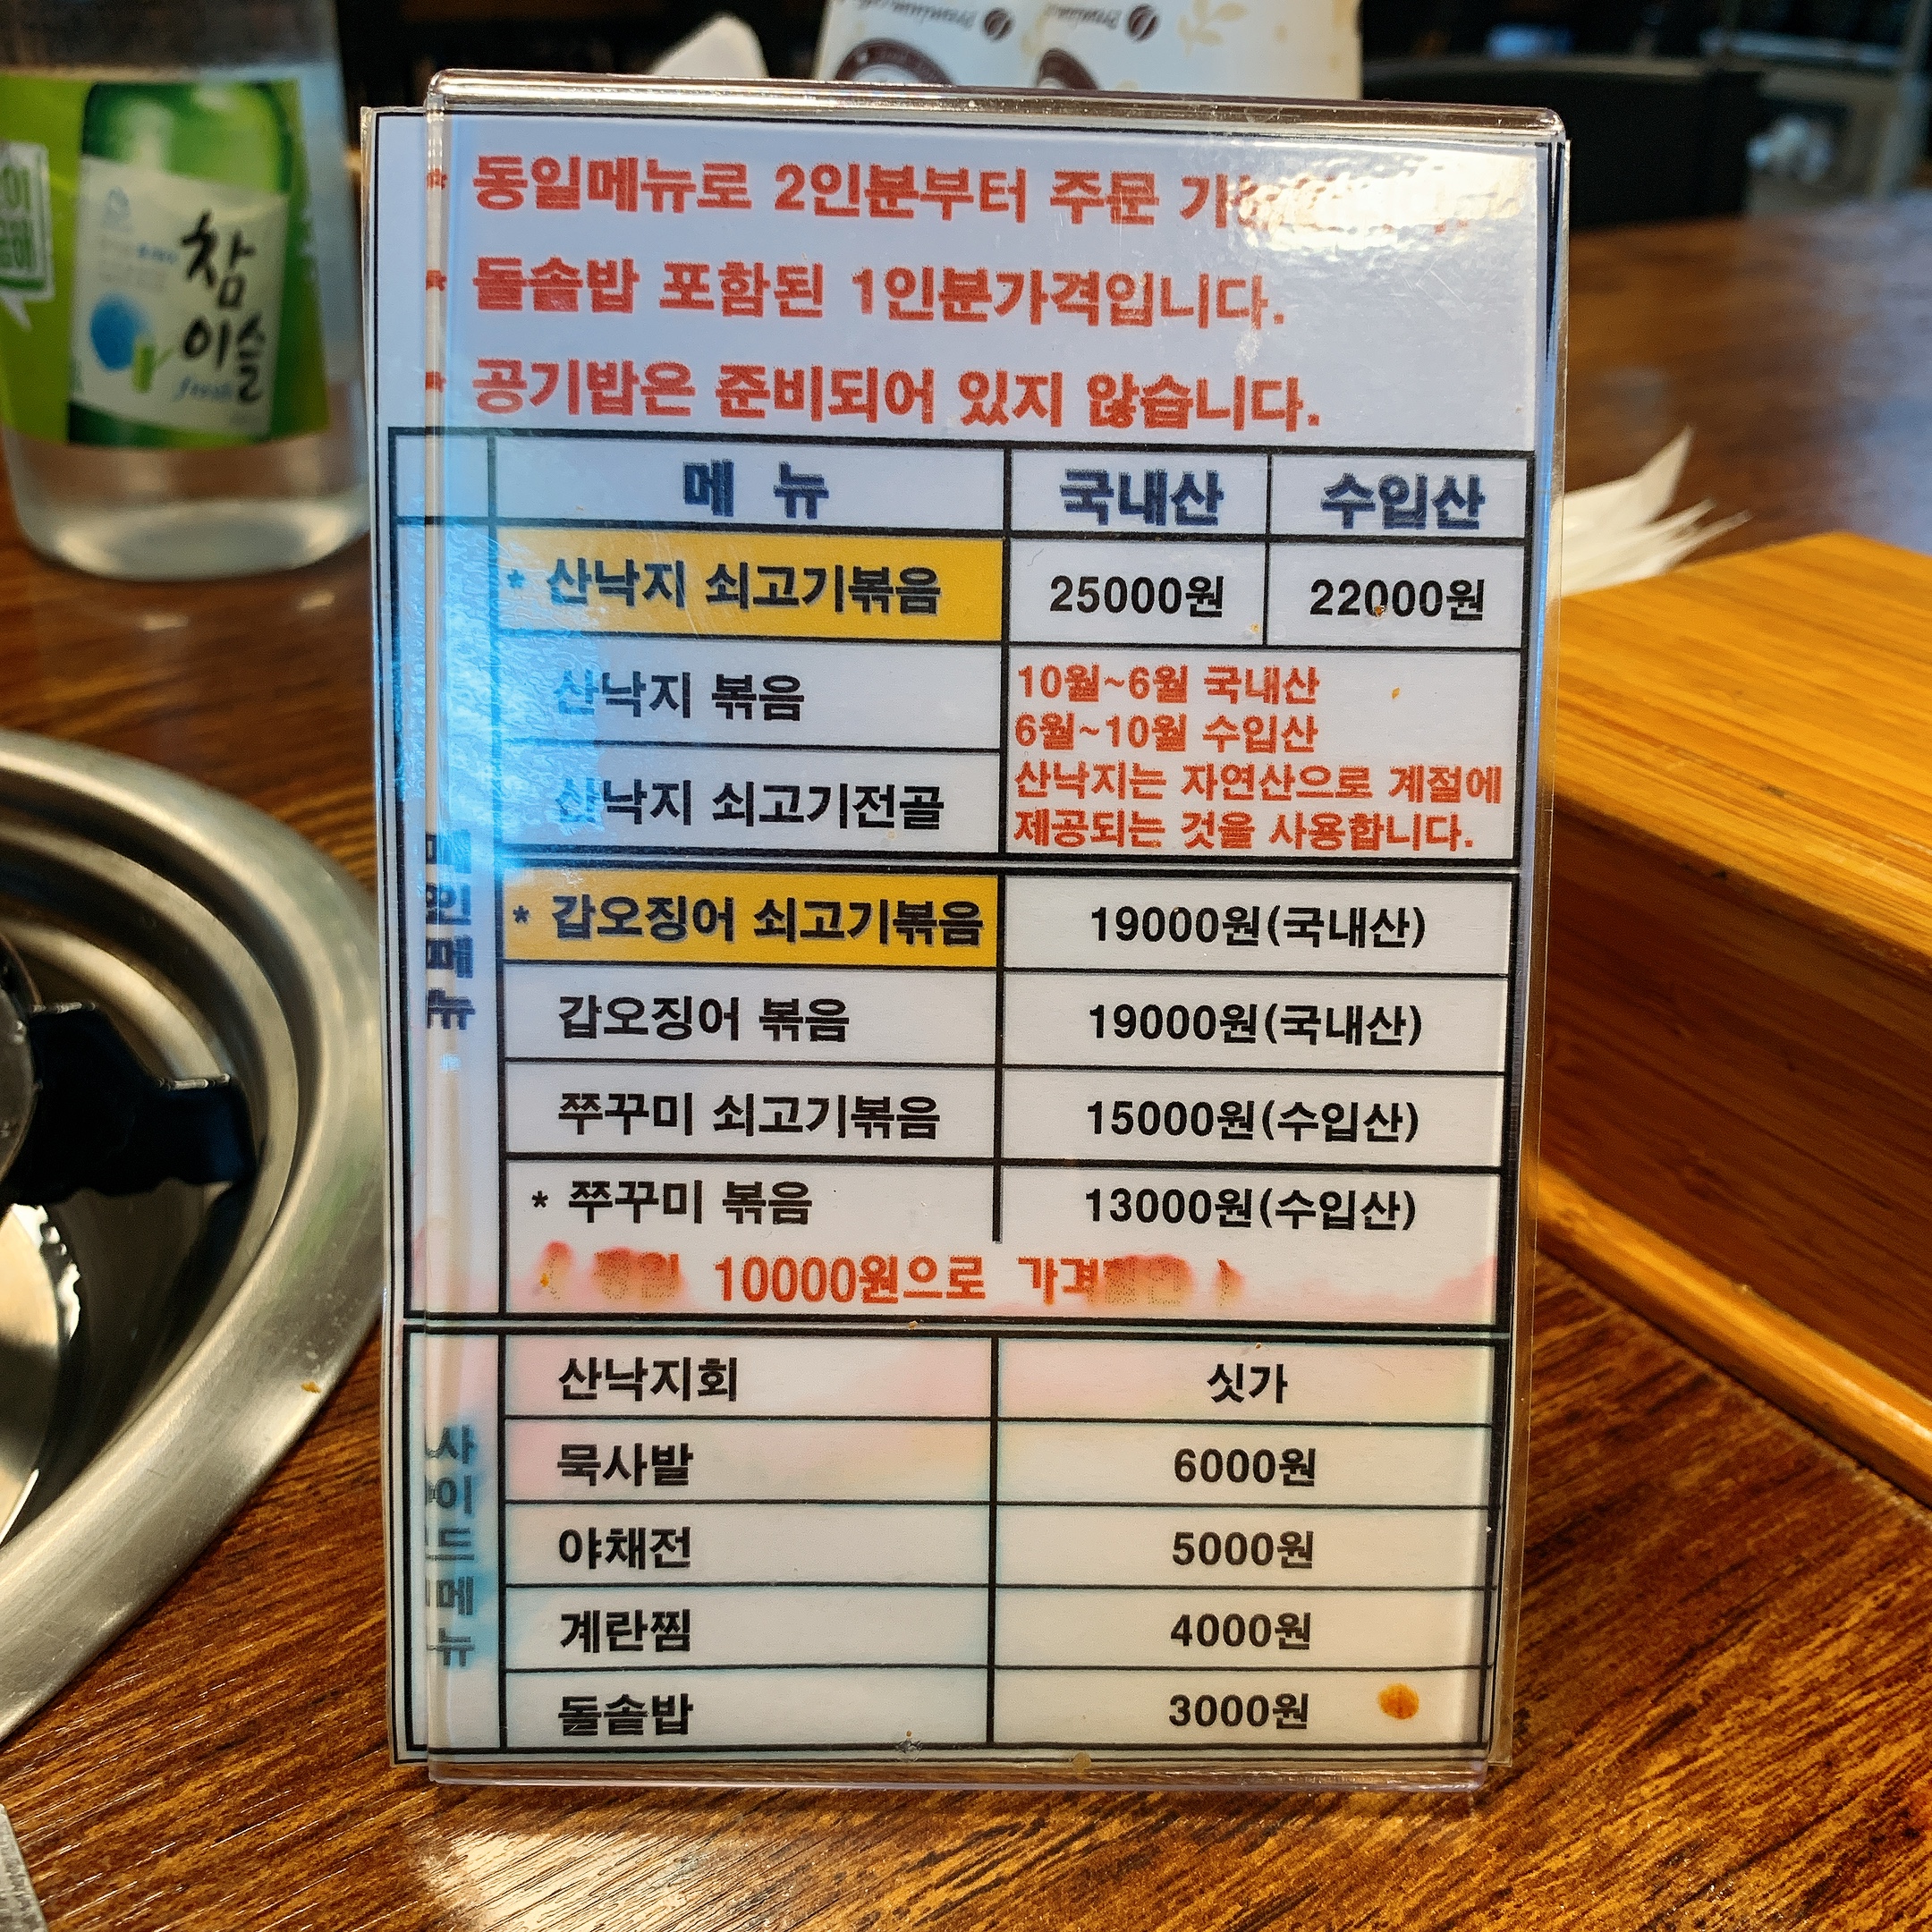 * 동일메뉴로 2인분부터 주문
* 돌솥밥 포함된 1인분가격입니다.
* 공기밥은 준비되어 있지 않습니다.
메 뉴 국내산 수입산
메인메뉴
* 산낙지 쇠고기볶음 25000원 22000원
산낙지 볶음
산낙지 쇠고기전골
10월~6월 국내산
6월~10월 수입산
산낙지는 자연산으로 계절에
제공되는 것을 사용합니다.
* 갑오징어 쇠고기볶음 19000원(국내산)
갑오징어 볶음 19000원(국내산)
쭈꾸미 쇠고기볶음 15000원(수입산)
* 쭈꾸미 볶음 13000원(수입산)
10000원으로
사이드메뉴
산낙지회 싯가
묵사발 6000원
야채전 5000원
계란찜 4000원
돌솥밥 3000원
참
이슬
fresh